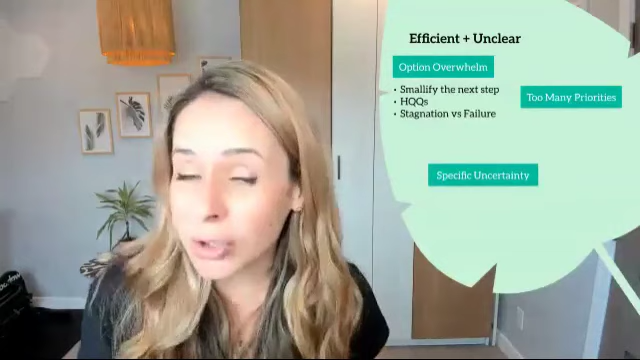 Efficient + Unclear
Option Overwhelm
• Smallify the next step
• HQQs
• Stagnation vs Failure
Too Many Priorities
Specific Uncertainty